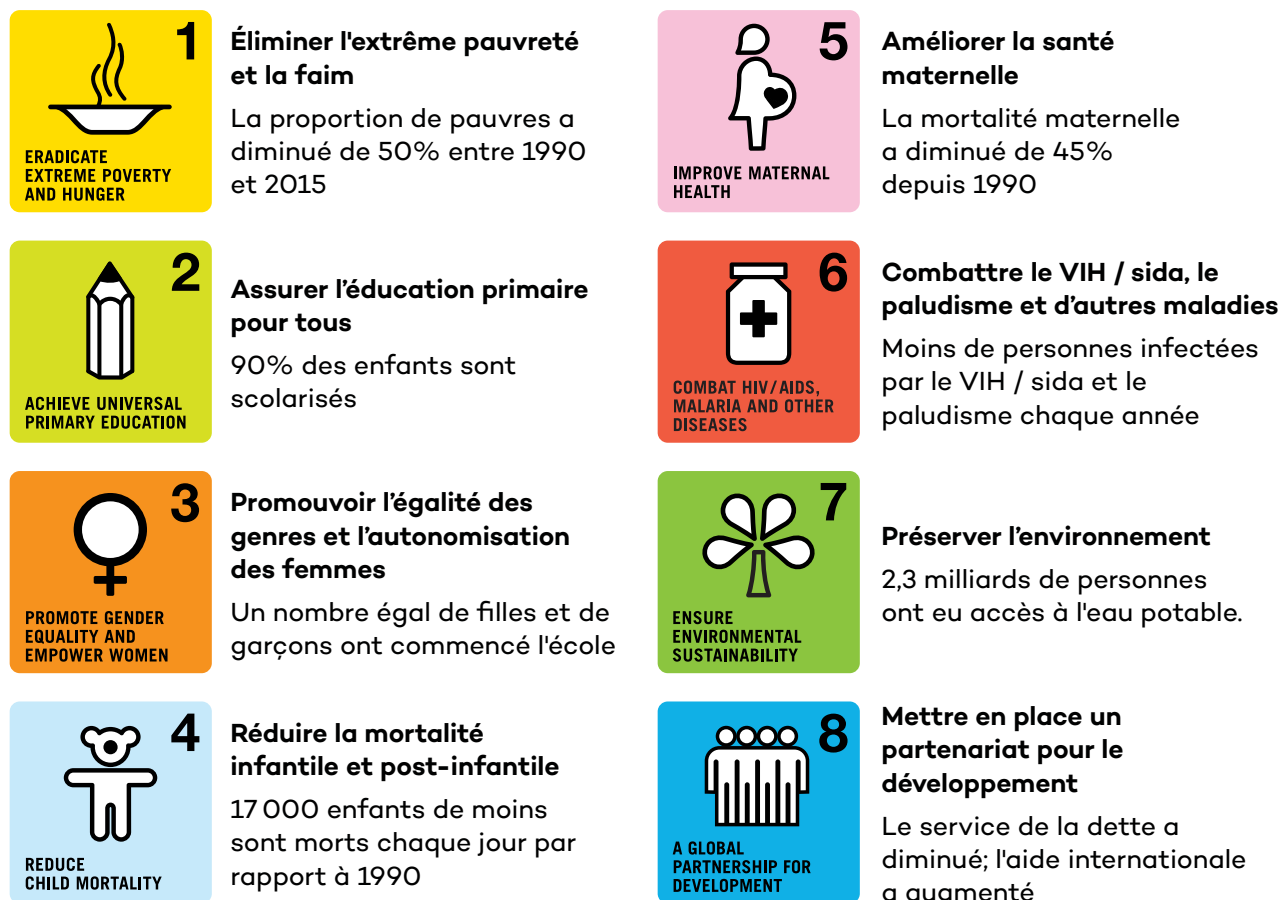 1
ERADICATE
EXTREME POVERTY
AND HUNGER
Éliminer l'extrême pauvreté
et la faim
La proportion de pauvres a
diminué de 50% entre 1990
et 2015
2
ACHIEVE UNIVERSAL
PRIMARY EDUCATION
Assurer l’éducation primaire
pour tous
90% des enfants sont
scolarisés
3
PROMOTE GENDER
EQUALITY AND
EMPOWER WOMEN
Promouvoir l’égalité des
genres et l’autonomisation
des femmes
Un nombre égal de filles et de
garçons ont commencé l'école
4
REDUCE
CHILD MORTALITY
Réduire la mortalité
infantile et post-infantile
17 000 enfants de moins
sont morts chaque jour par
rapport à 1990
5
IMPROVE MATERNAL
HEALTH
Améliorer la santé
maternelle
La mortalité maternelle
a diminué de 45%
depuis 1990
6
COMBAT HIV/AIDS,
MALARIA AND OTHER
DISEASES
Combattre le VIH / sida, le
paludisme et d’autres maladies
Moins de personnes infectées
par le VIH / sida et le
paludisme chaque année
7
ENSURE
ENVIRONMENTAL
SUSTAINABILITY
Préserver l’environnement
2,3 milliards de personnes
ont eu accès à l'eau potable.
8
A GLOBAL
PARTNERSHIP FOR
DEVELOPMENT
Mettre en place un
partenariat pour le
développement
Le service de la dette a
diminué; l'aide internationale
a augmenté